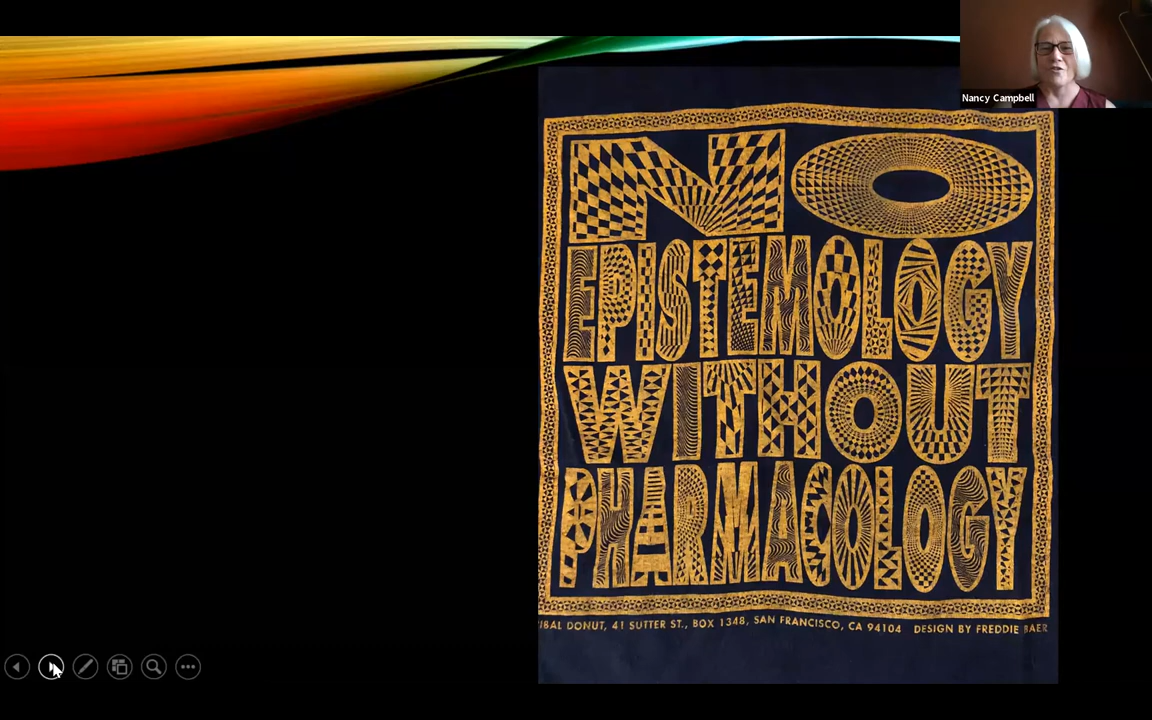 Nancy Campbell
NO
EPISTEMOLOGY
WITHOUT
PHARMACOLOGY
DONUT, 41 SUTTER ST., BOX 1348, SAN FRANCISCO, CA 94104 DESIGN BY FREDDIE BAER